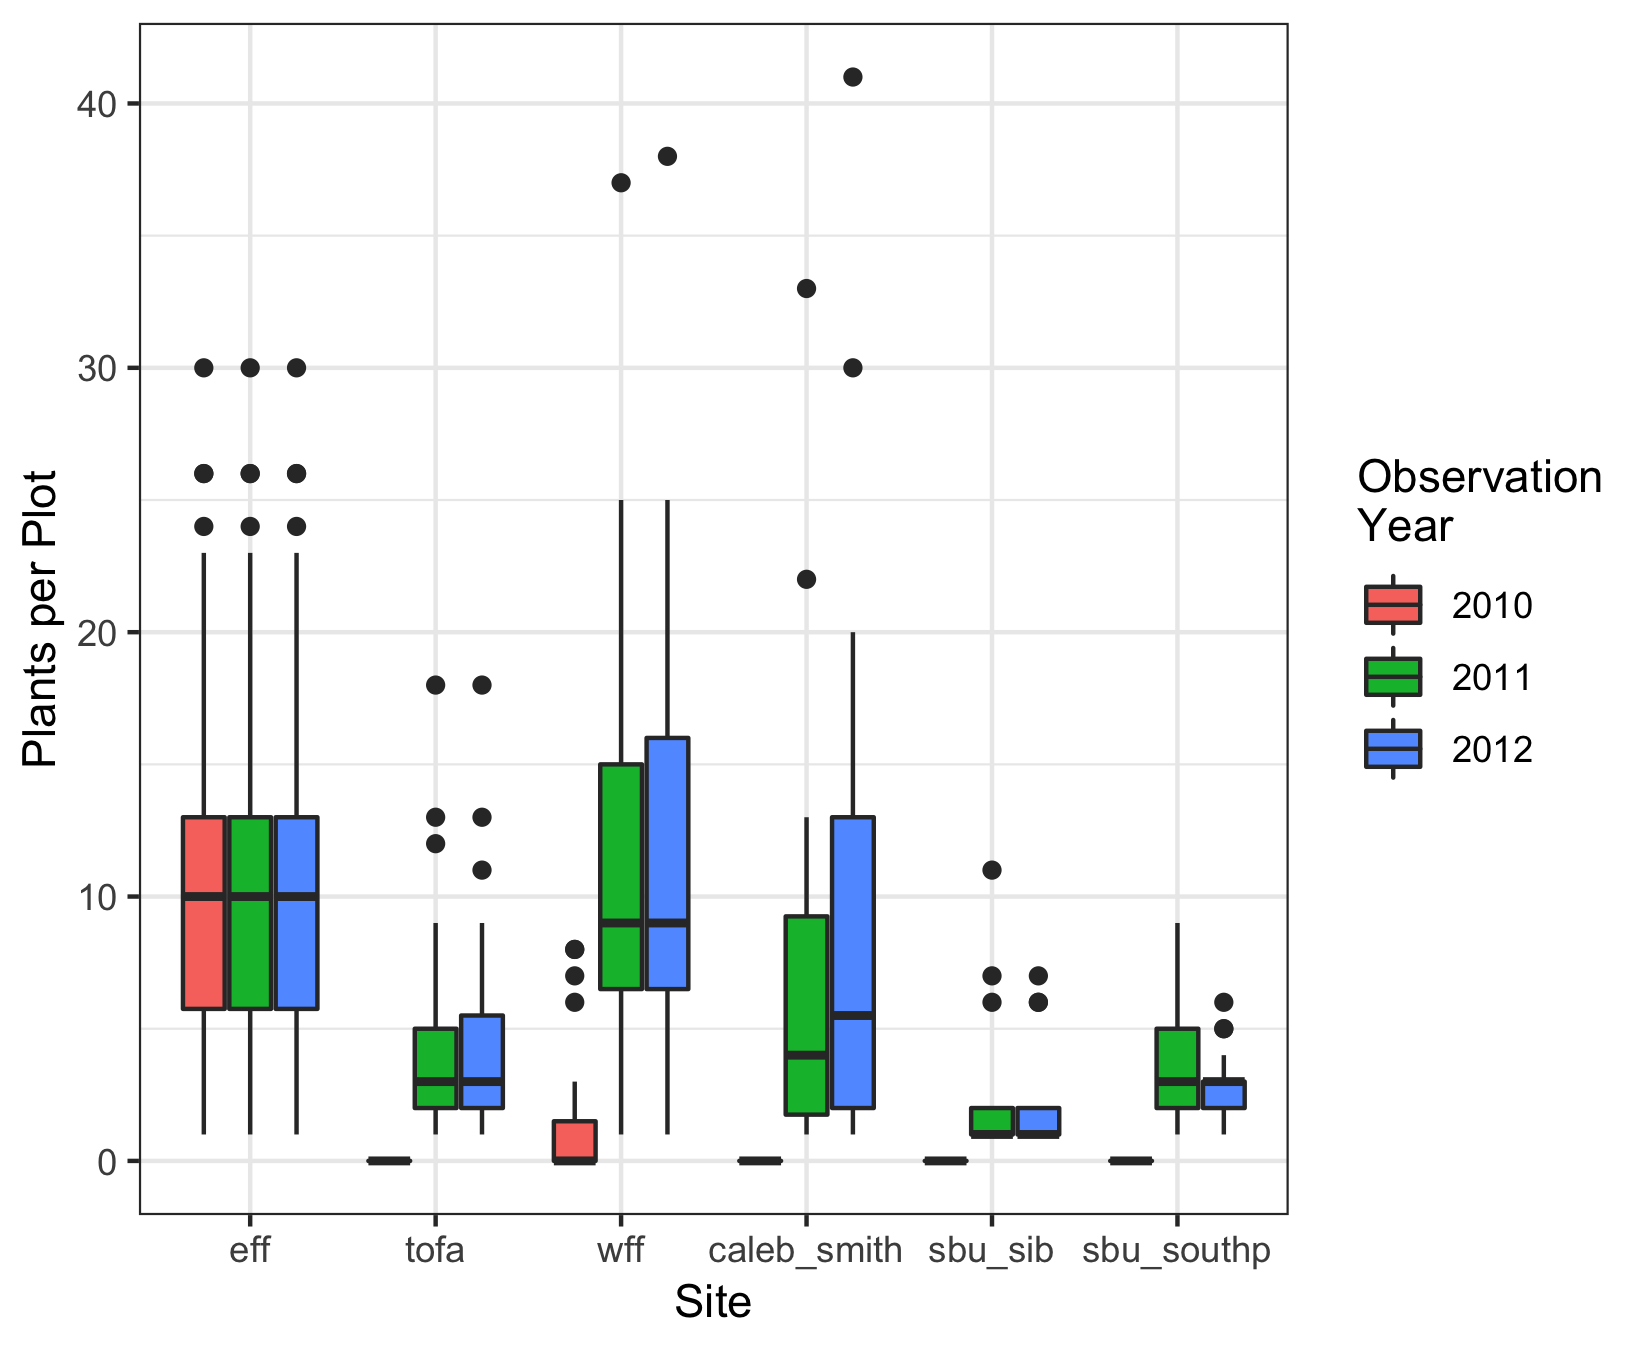 40
30
20
10
0
Plants per Plot
eff
tofa
wff
caleb_smith
sbu_sib
sbu_southp
Site
Observation
Year
2010
2011
2012